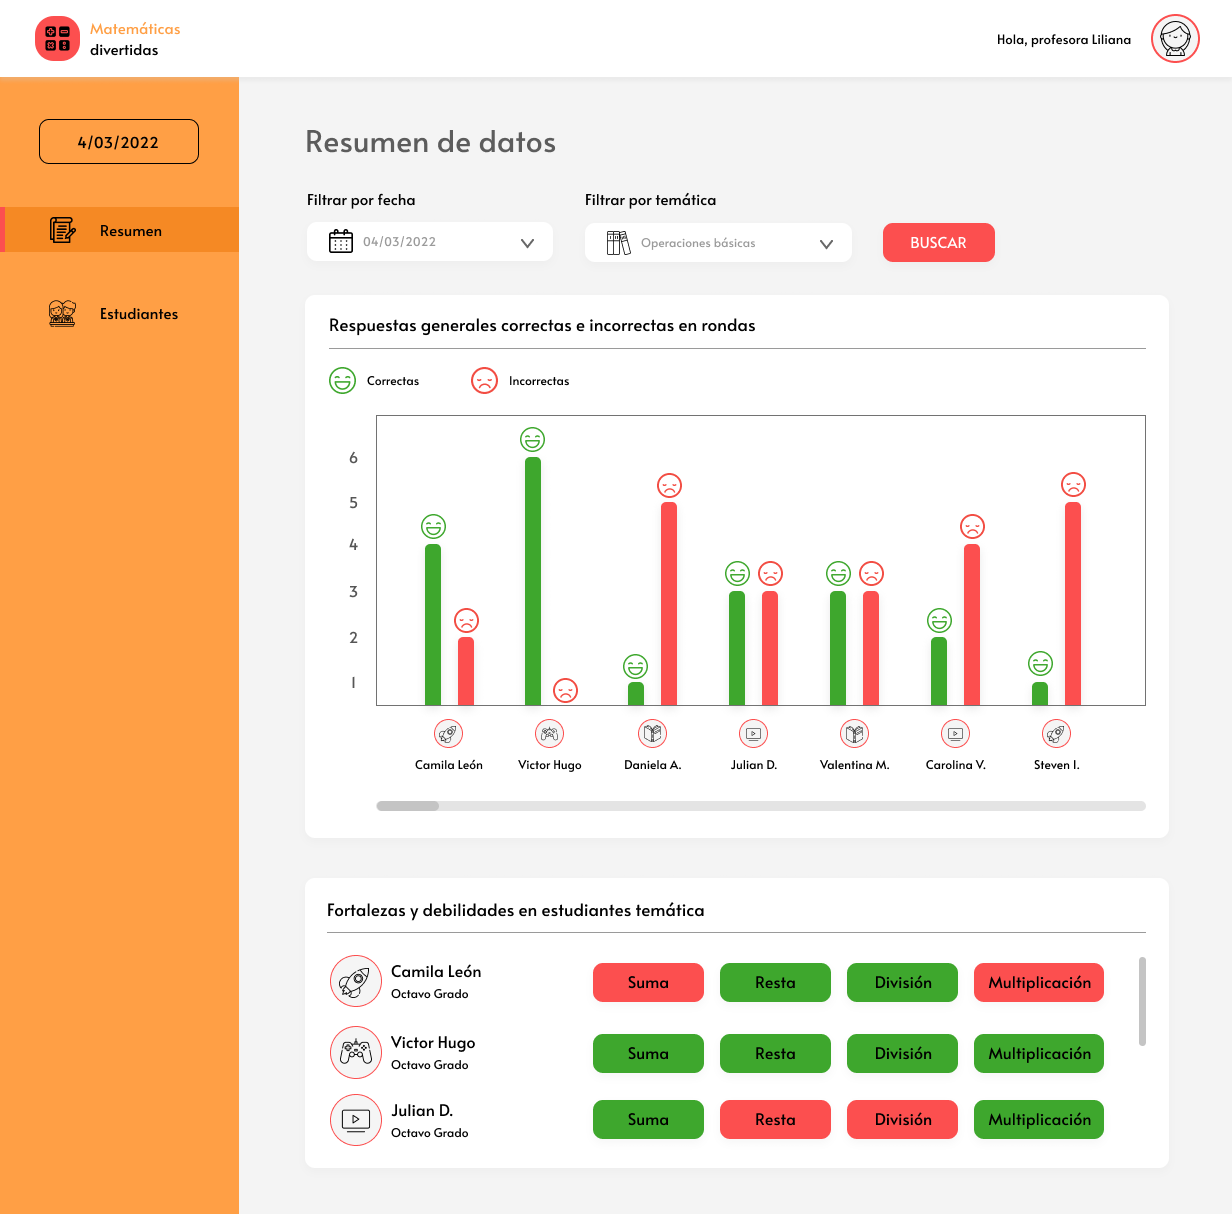 Matemáticas
divertidas
Hola, profesora Liliana
4/03/2022
Resumen
Estudiantes
Resumen de datos
Filtrar por fecha
Filtrar por temática
04/03/2022
Operaciones básicas
BUSCAR
Respuestas generales correctas e incorrectas en rondas
Correctas
Incorrectas
6
5
4
3
2
1
Camila León
Victor Hugo
Daniela A.
Julian D.
Valentina M.
Carolina V.
Steven I.
Fortalezas y debilidades en estudiantes temática
Camila León
Octavo Grado
Suma
Resta
División
Multiplicación
Victor Hugo
Octavo Grado
Suma
Resta
División
Multiplicación
Julian D.
Octavo Grado
Suma
Resta
División
Multiplicación